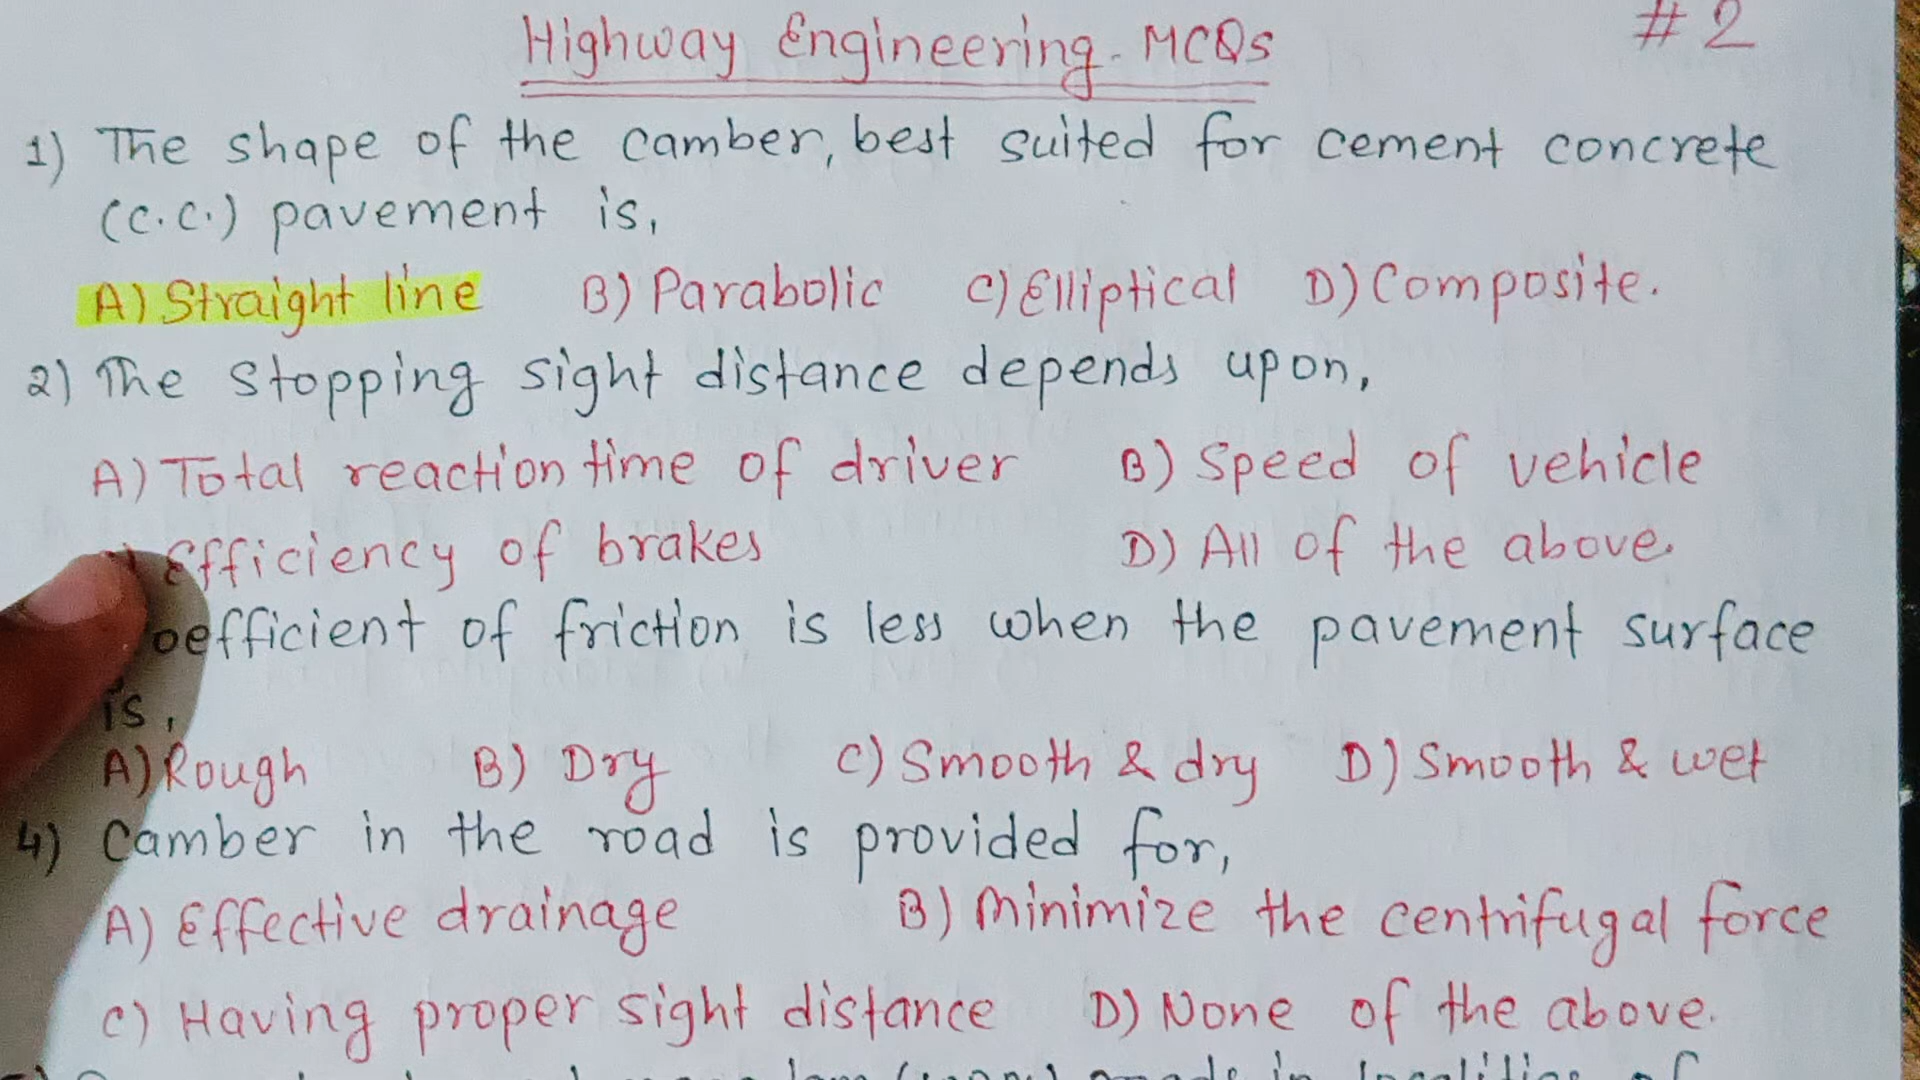 Highway Engineering - MCQs
#2
1) The shape of the camber, best suited for cement concrete
(C.C.) pavement is,
A) Straight line B) Parabolic C) Elliptical D) Composite.
2) The stopping sight distance depends upon,
A) Total reaction time of driver B) Speed of vehicle
Efficiency of brakes D) All of the above.
oefficient of friction is less when the pavement surface
is,
A) Rough B) Dry C) Smooth & dry D) Smooth & wet
4) Camber in the road is provided for,
A) Effective drainage B) Minimize the centrifugal force
C) Having proper sight distance D) None of the above.